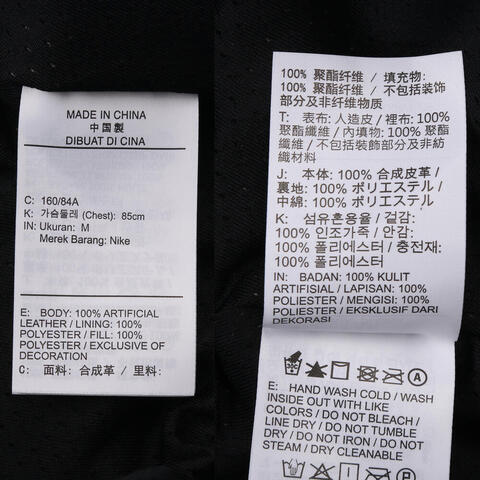 MADE IN CHINA
中国製
DIBUAT DI CINA
C: 160/84A
K: 가슴둘레 (Chest): 85cm
IN: Ukuran: M
Merek Barang: Nike
E: BODY: 100% ARTIFICIAL
LEATHER / LINING: 100%
POLYESTER / FILL: 100%
POLYESTER / EXCLUSIVE OF
DECORATION
C: 面料: 合成革 / 里料:
100% 聚酯纤维 / 填充物:
100% 聚酯纤维 / 不包括装饰
部分及非纤维物质
T: 表布: 人造皮 / 裡布: 100%
聚酯纖維 / 內填物: 100% 聚酯
纖維 / 不包括裝飾部分及非紡
織材料
J: 本体: 100% 合成皮革 /
裏地: 100% ポリエステル /
中綿: 100% ポリエステル
K: 섬유혼용율 / 겉감:
100% 인조가죽 / 안감:
100% 폴리에스터 / 충전재:
100% 폴리에스터
IN: BADAN: 100% KULIT
ARTIFISIAL / LAPISAN: 100%
POLIESTER / MENGISI: 100%
POLIESTER / EKSKLUSIF DARI
DEKORASI
E: HAND WASH COLD / WASH
INSIDE OUT WITH LIKE
COLORS / DO NOT BLEACH /
LINE DRY / DO NOT TUMBLE
DRY / DO NOT IRON / DO NOT
STEAM / DRY CLEANABLE